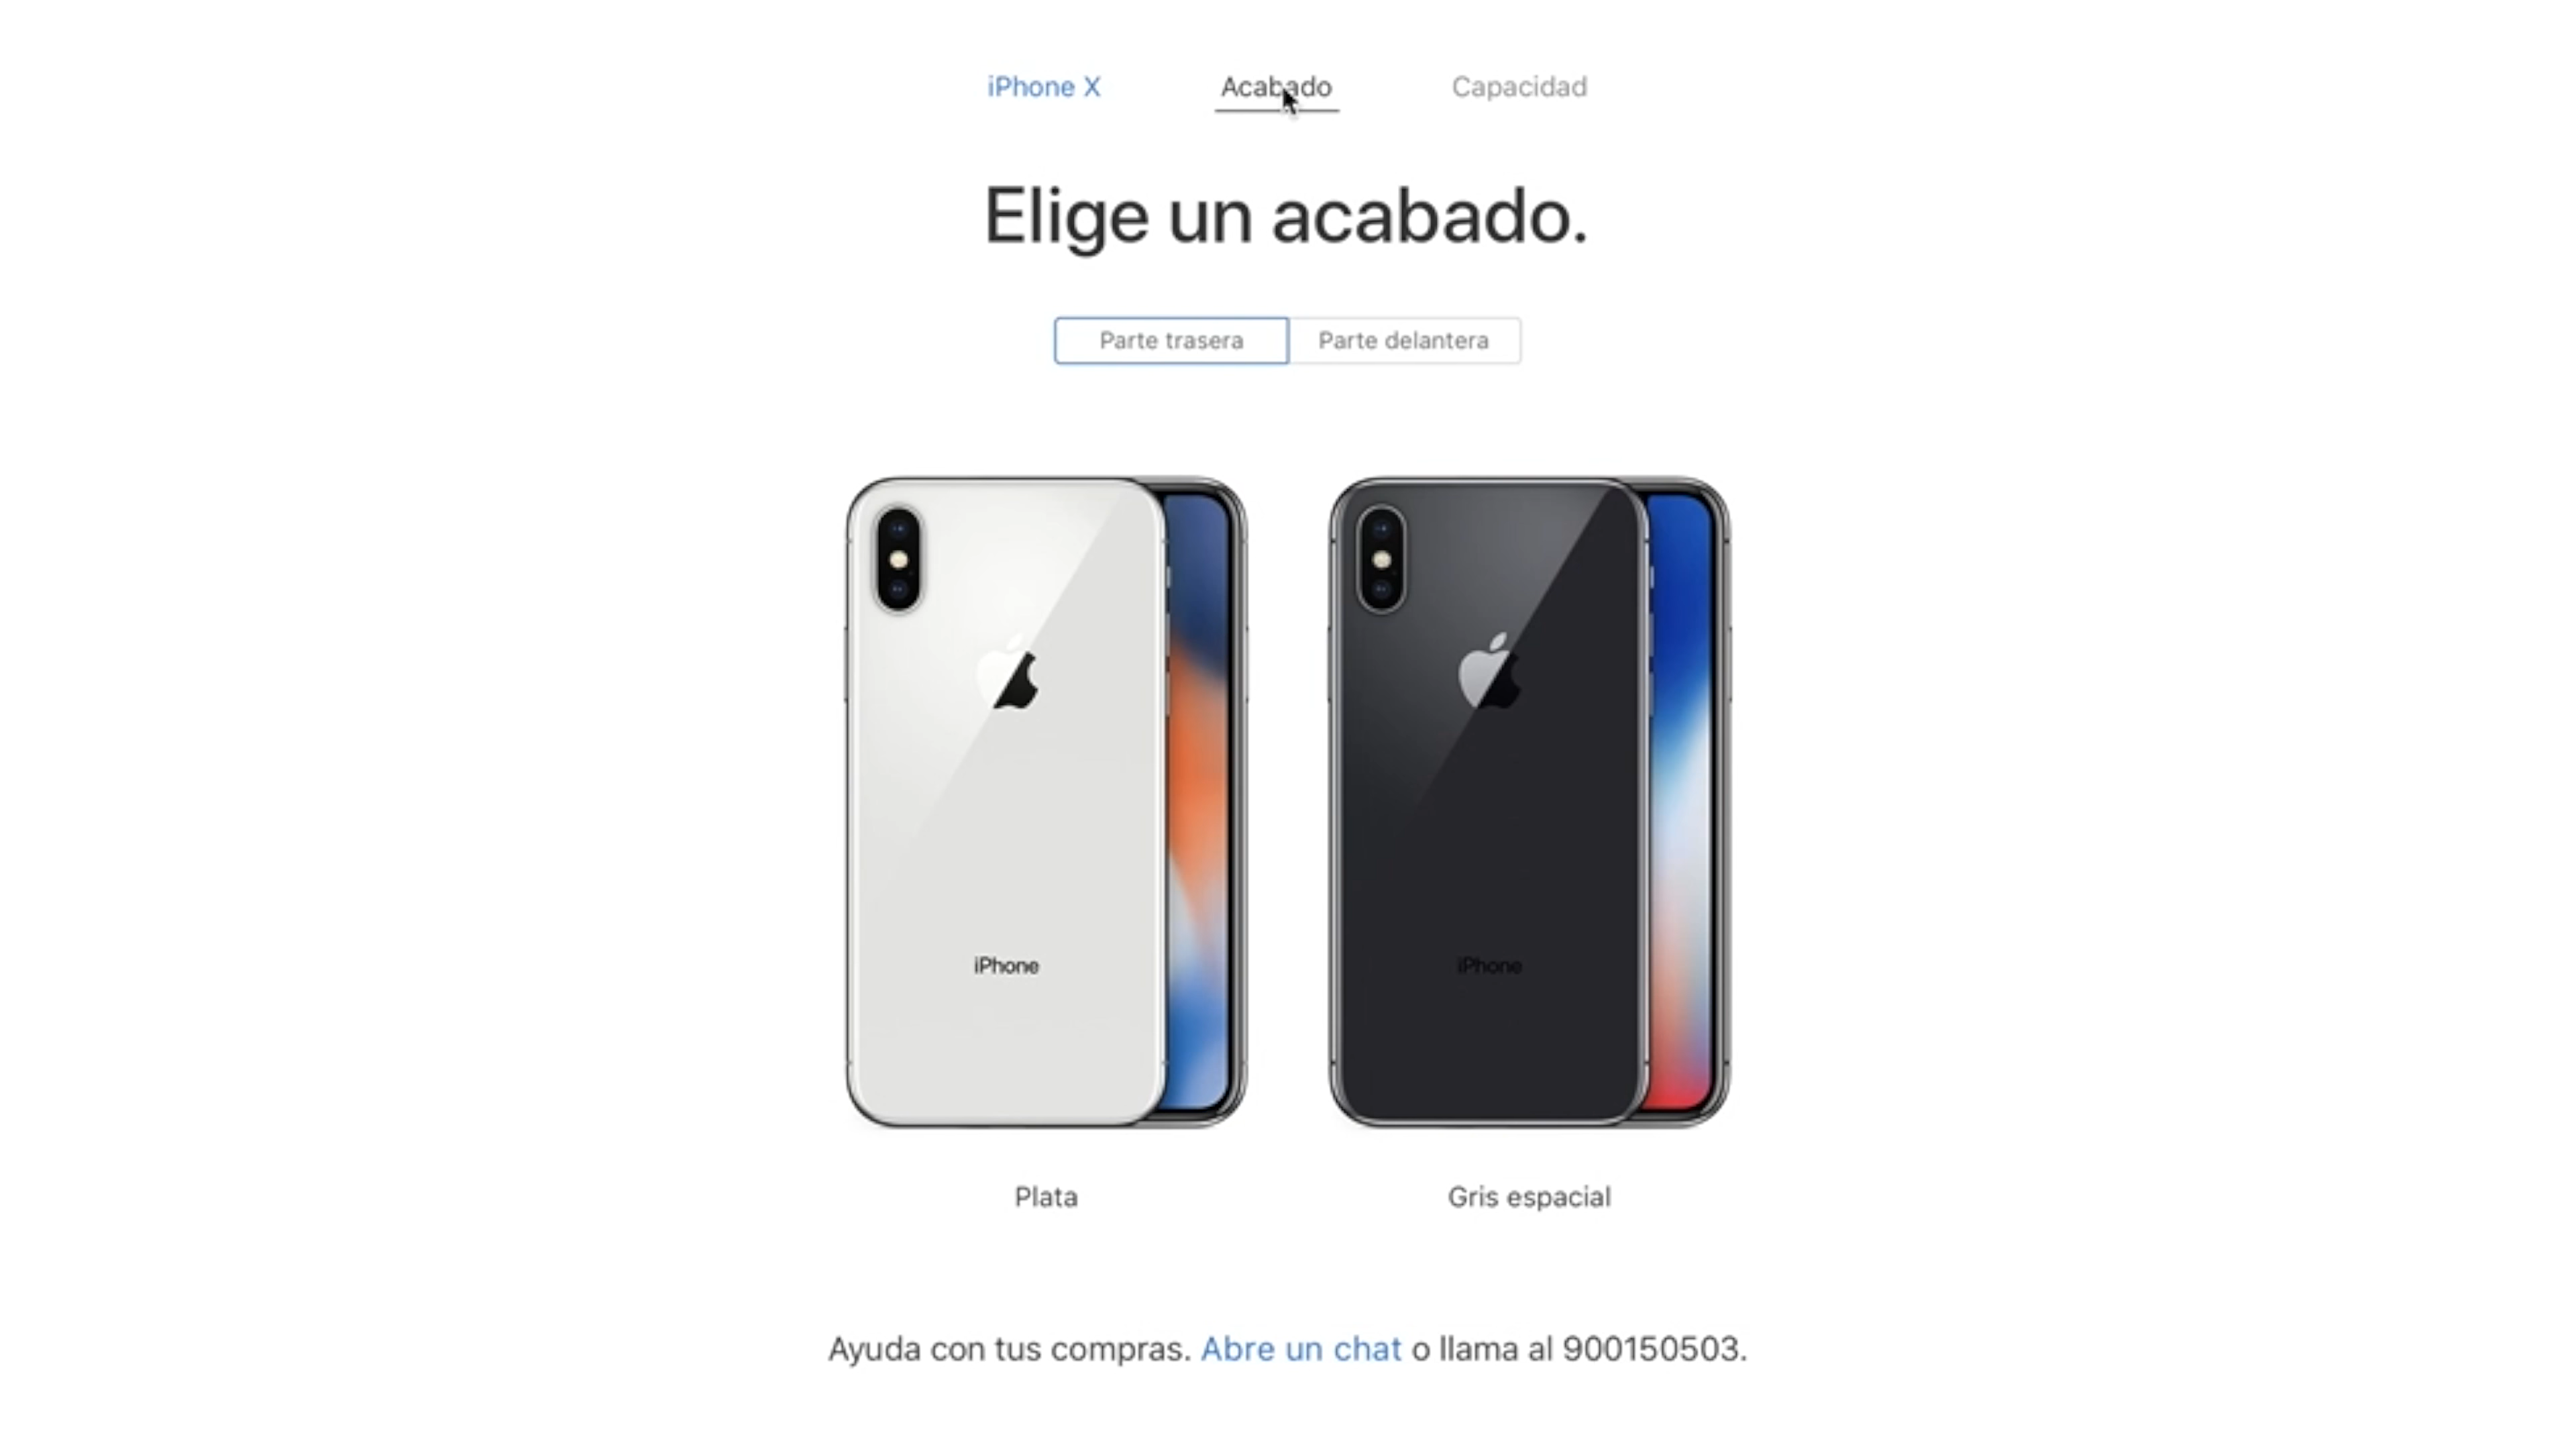 iPhone X Acabado Capacidad
Elige un acabado.
Parte trasera Parte delantera
iPhone iPhone
Plata Gris espacial
Ayuda con tus compras. Abre un chat o llama al 900150503.